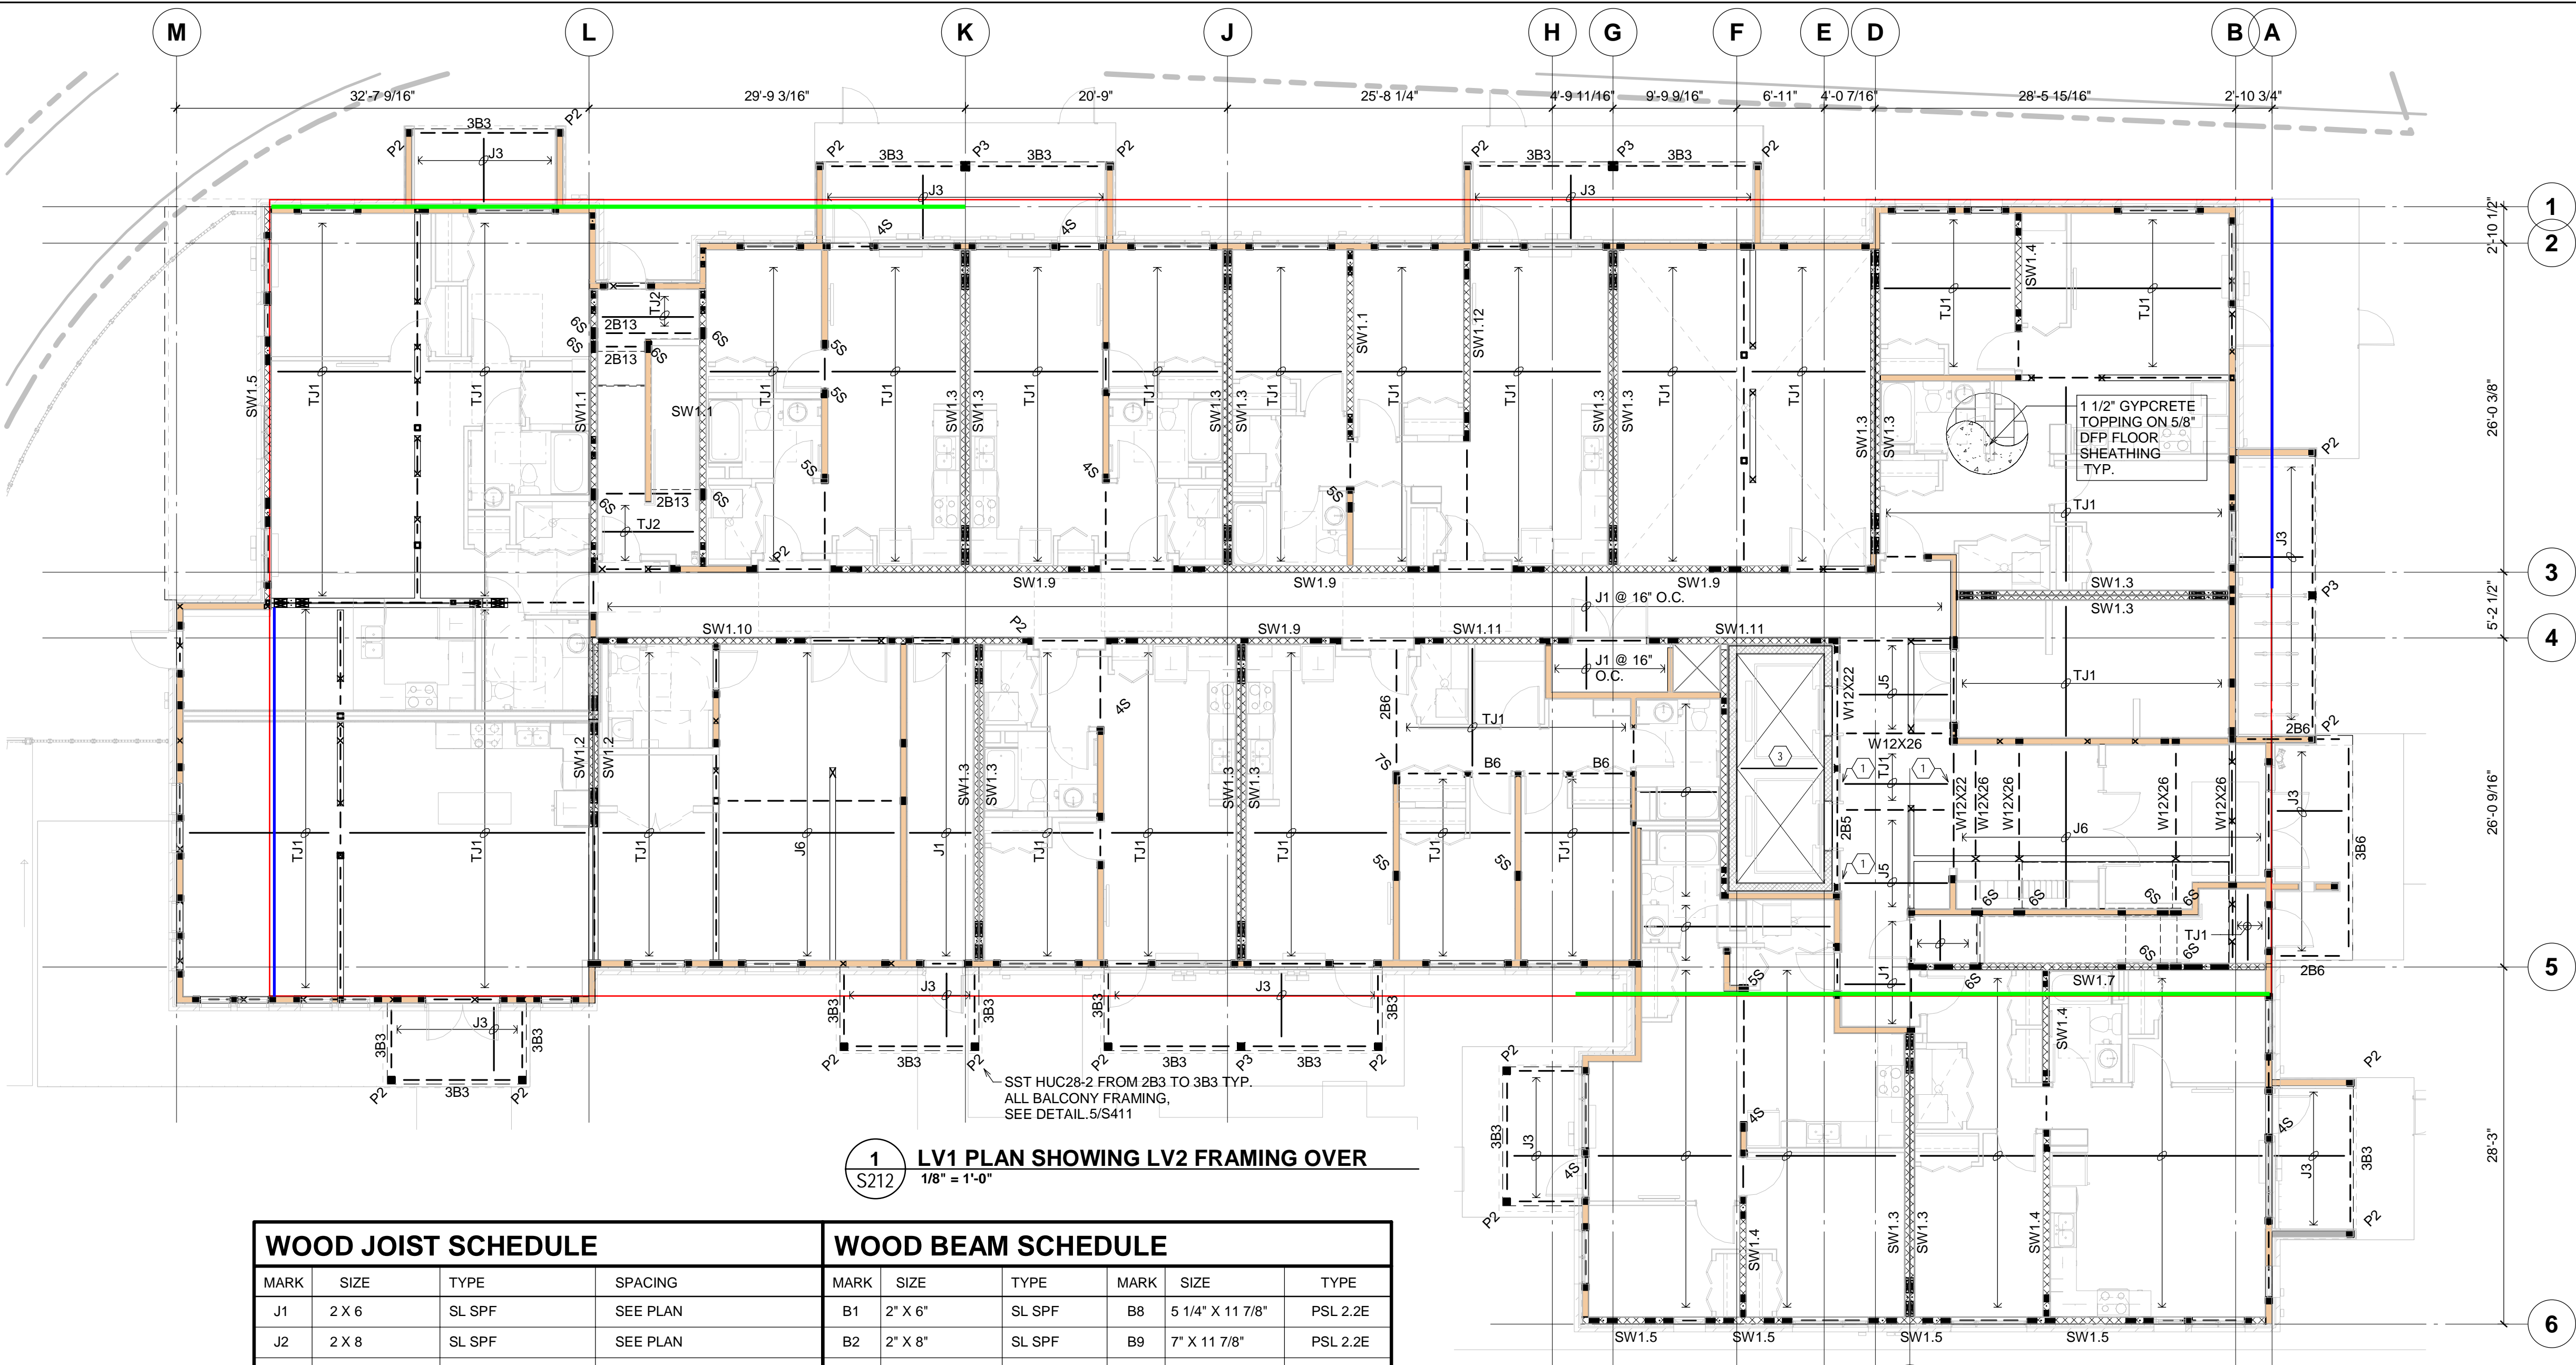 M L K J H G F E D B A
32'-7 9/16" 29'-9 3/16" 20'-9" 25'-8 1/4" 4'-9 11/16" 9'-9 9/16" 6'-11" 4'-0 7/16" 28'-5 15/16" 2'-10 3/4"
P2 3B3 P2
J3
P2 3B3 P3 3B3 P2
J3
P2 3B3 P3 3B3 P2
J3
1
2'-10 1/2"
2
4S 4S
SW1.4
TJ1 TJ1
TJ2
6S 2B13 6S
6S 2B13 6S
5S
SW1.1 SW1.12
SW1.5 TJ1 TJ1 SW1.1 SW1.1 TJ1 5S TJ1 SW1.3 SW1.3 TJ1 TJ1 SW1.3 SW1.3 TJ1 TJ1 TJ1 SW1.3 SW1.3 TJ1 TJ1 SW1.3 SW1.3
1 1/2" GYPCRETE
TOPPING ON 5/8"
DFP FLOOR
SHEATHING
TYP.
26'-0 3/8"
P2
5S 4S 5S
6S 2B13 6S
TJ2
TJ1
J3
P2
3
SW1.9 SW1.9 SW1.9 SW1.3
J1 @ 16" O.C.
SW1.3
P3
5'-2 1/2"
SW1.10 P2 SW1.9 SW1.11 SW1.11
4
J1 @ 16"
O.C.
J5
W12X22
TJ1
2B6 4S
TJ1
2B6 P2
W12X26
SW1.2 SW1.2 SW1.3 SW1.3 SW1.3 SW1.3
7S B6 B6
3
TJ1
1 1
W12X22 W12X26 W12X26 W12X26 W12X26
J3
2B5
J6
3B6
26'-0 9/16"
TJ1 TJ1 TJ1 J6 J1 TJ1 TJ1 TJ1 5S TJ1 5S TJ1
1
J5
6S 6S 6S 6S
TJ1
6S 6S
J1
5S
6S
SW1.7
2B6
5
J3
3B3 3B3
P2 3B3 P2
J3
3B3 3B3
P2 3B3 P2
J3
3B3 3B3
P2 3B3 P3 3B3 P2
SST HUC28-2 FROM 2B3 TO 3B3 TYP.
ALL BALCONY FRAMING,
SEE DETAIL.5/S411
P2
3B3 J3
4S
P2
4S
SW1.4
P2
4S
J3 3B3
P2
28'-3"
SW1.4 SW1.3 SW1.3 SW1.4
SW1.5 SW1.5 SW1.5 SW1.5
6
1
S212
LV1 PLAN SHOWING LV2 FRAMING OVER
1/8" = 1'-0"
WOOD JOIST SCHEDULE WOOD BEAM SCHEDULE
MARK SIZE TYPE SPACING MARK SIZE TYPE MARK SIZE TYPE
J1 2 X 6 SL SPF SEE PLAN B1 2" X 6" SL SPF B8 5 1/4" X 11 7/8" PSL 2.2E
J2 2 X 8 SL SPF SEE PLAN B2 2" X 8" SL SPF B9 7" X 11 7/8" PSL 2.2E